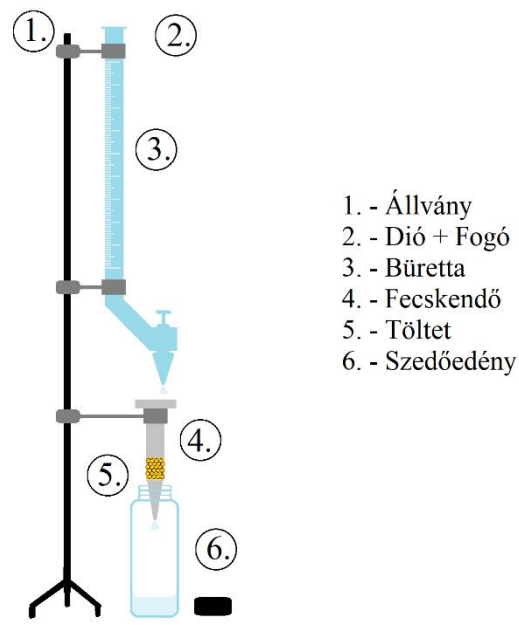 1.
2.
3.
4.
5.
6.
1. - Állvány
2. - Dió + Fogó
3. - Büretta
4. - Fecskendő
5. - Töltet
6. - Szedőedény